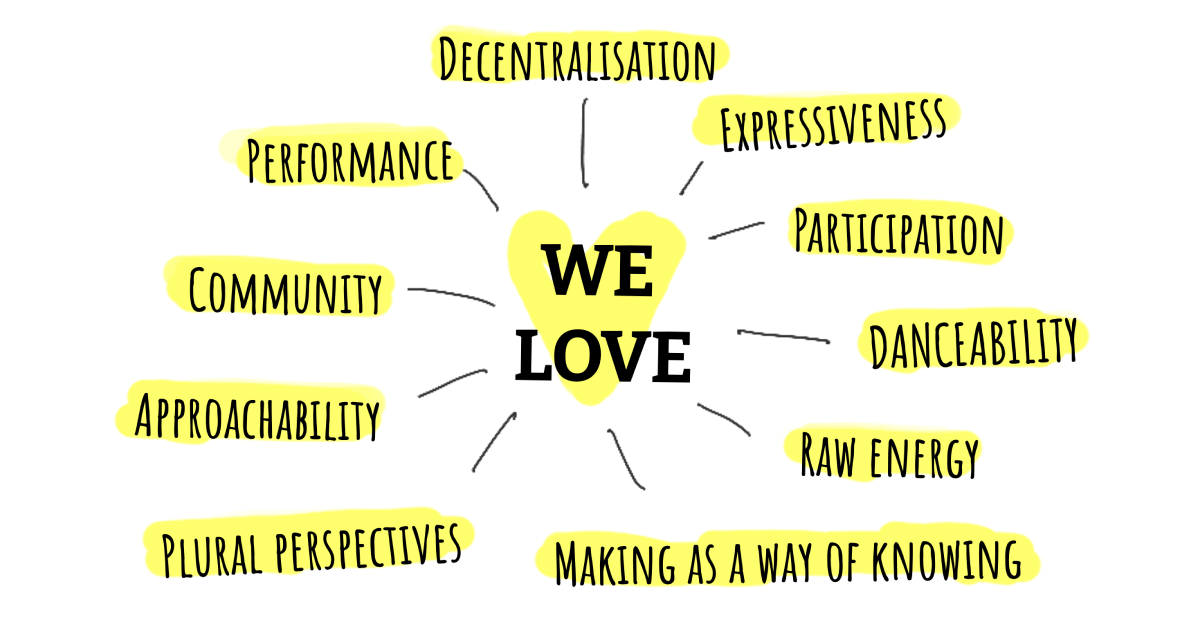 DECENTRALISATION
EXPRESSIVENESS
PERFORMANCE
PARTICIPATION
WE
LOVE
COMMUNITY
DANCEABILITY
APPROACHABILITY
RAW ENERGY
PLURAL PERSPECTIVES
MAKING AS A WAY OF KNOWING